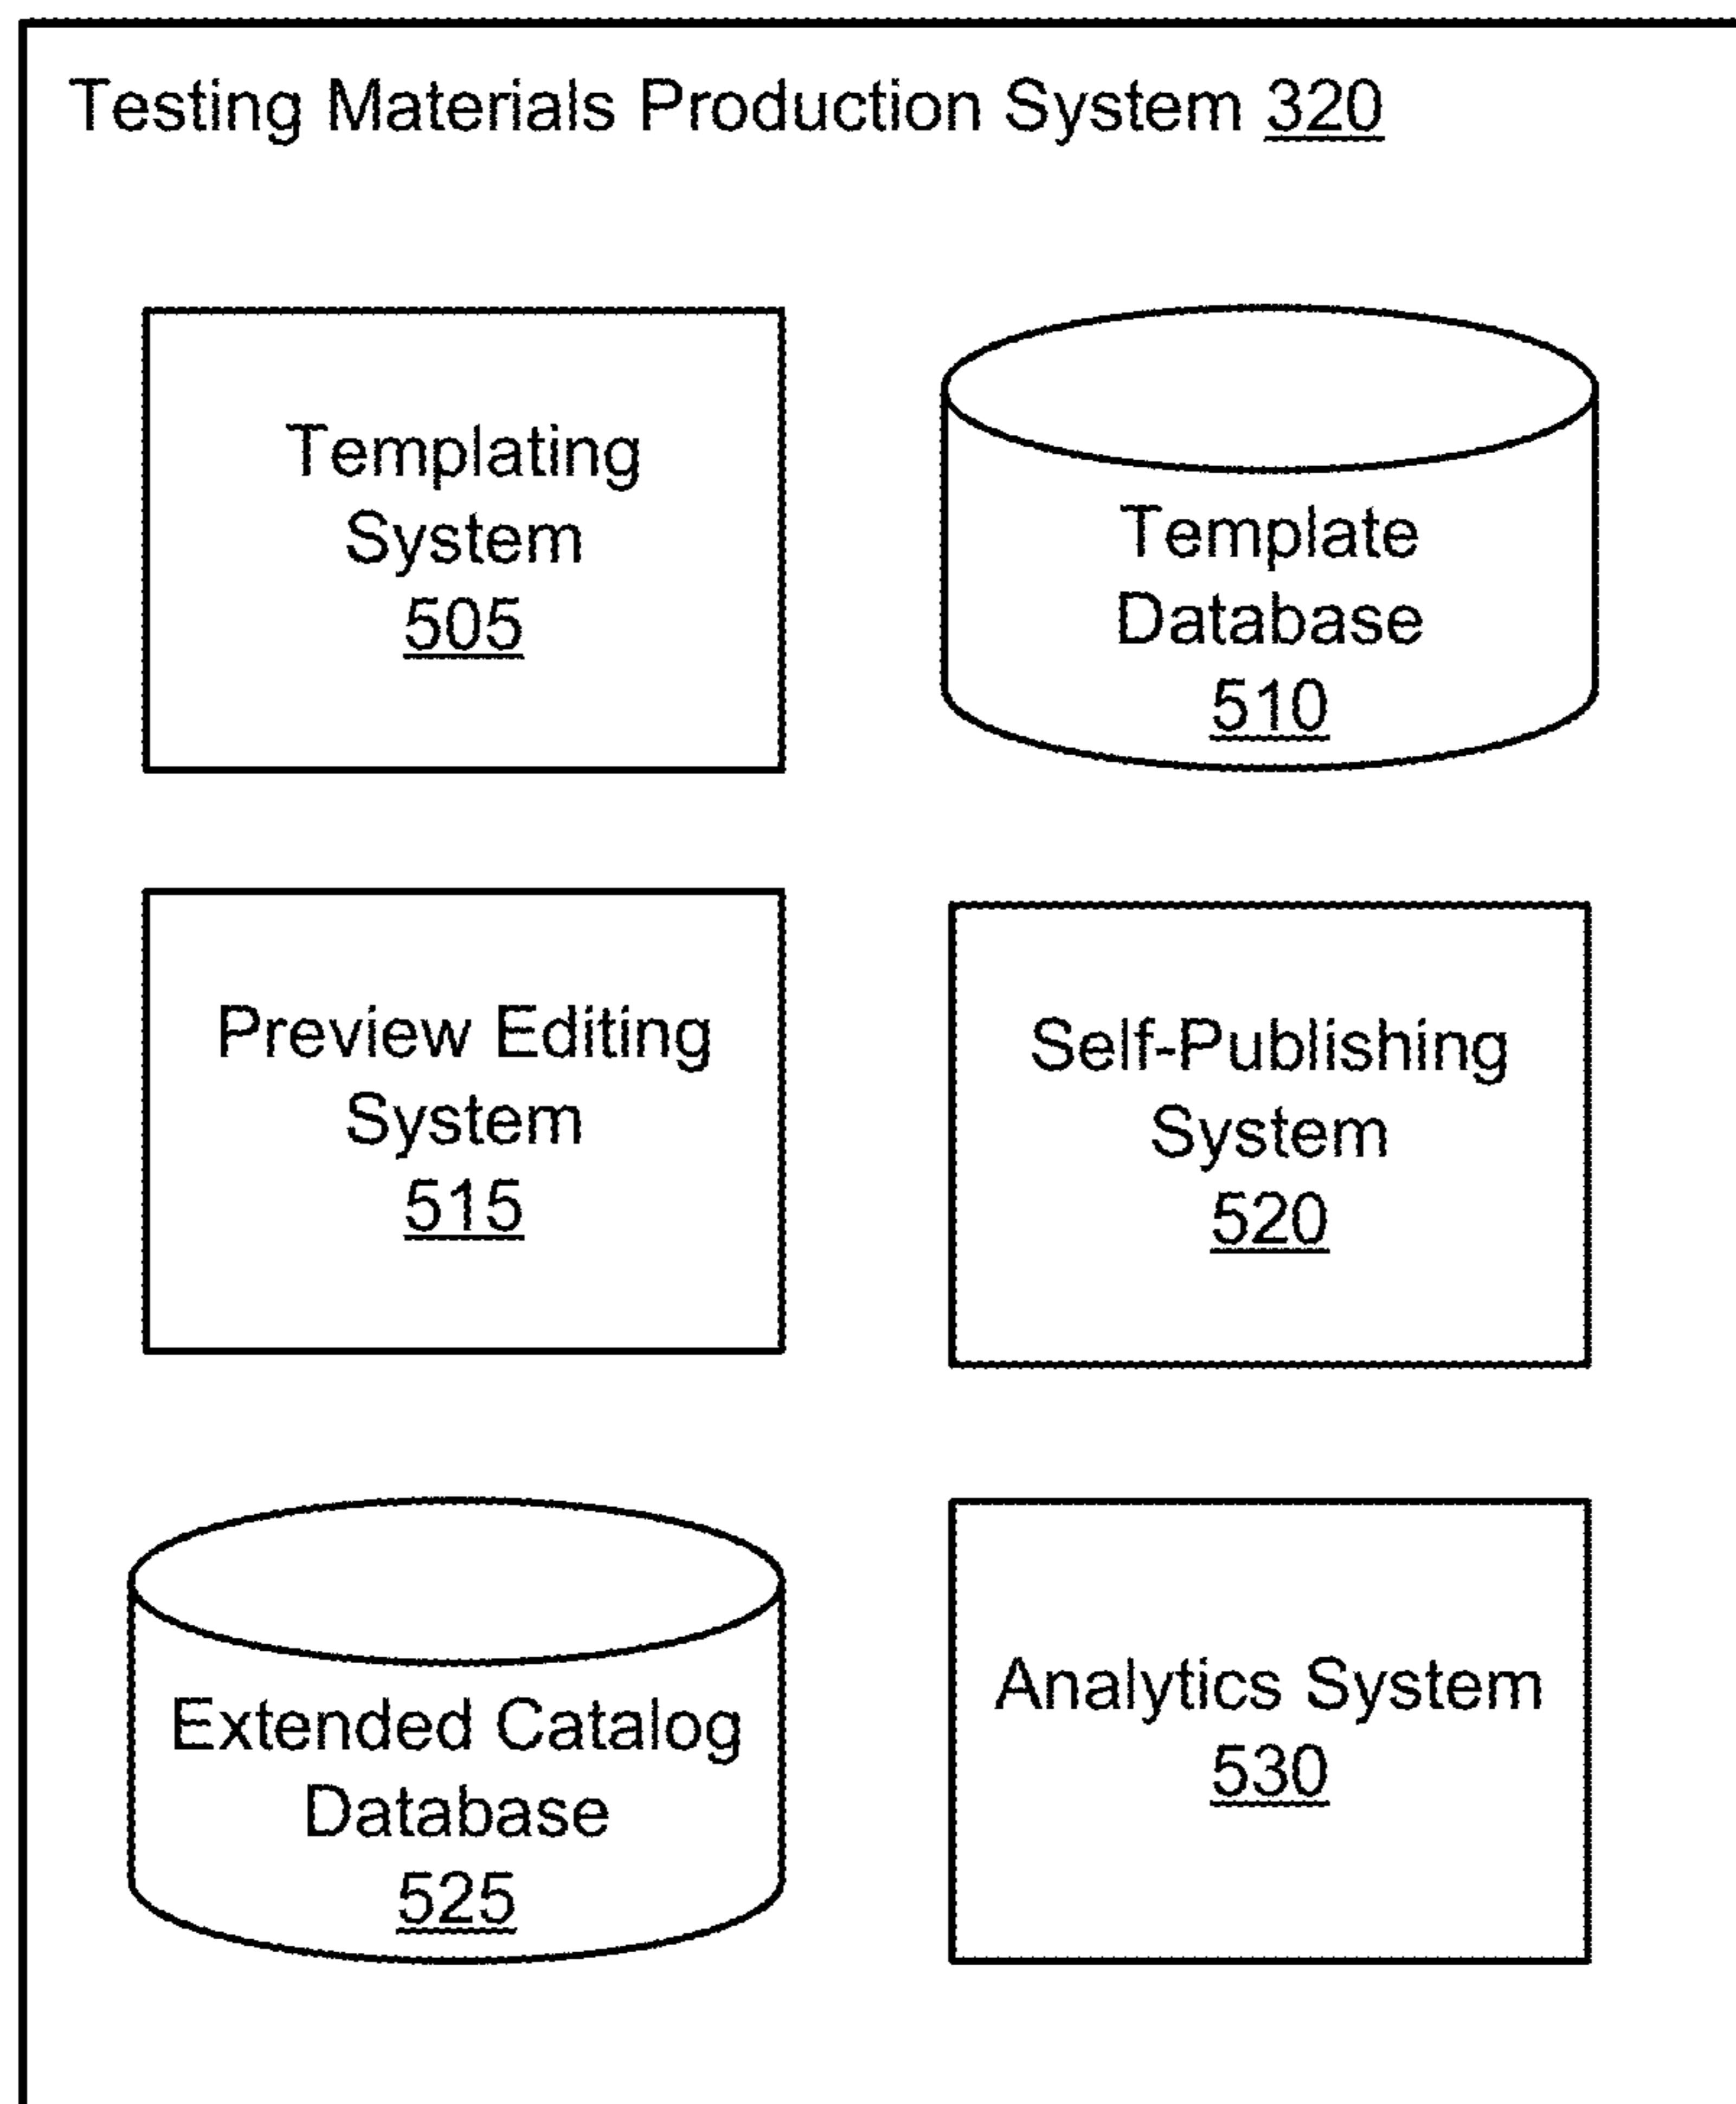 Testing Materials Production System 320
Templating
System
505
Template
Database
510
Preview Editing
System
515
Self-Publishing
System
520
Extended Catalog
Database
525
Analytics System
530